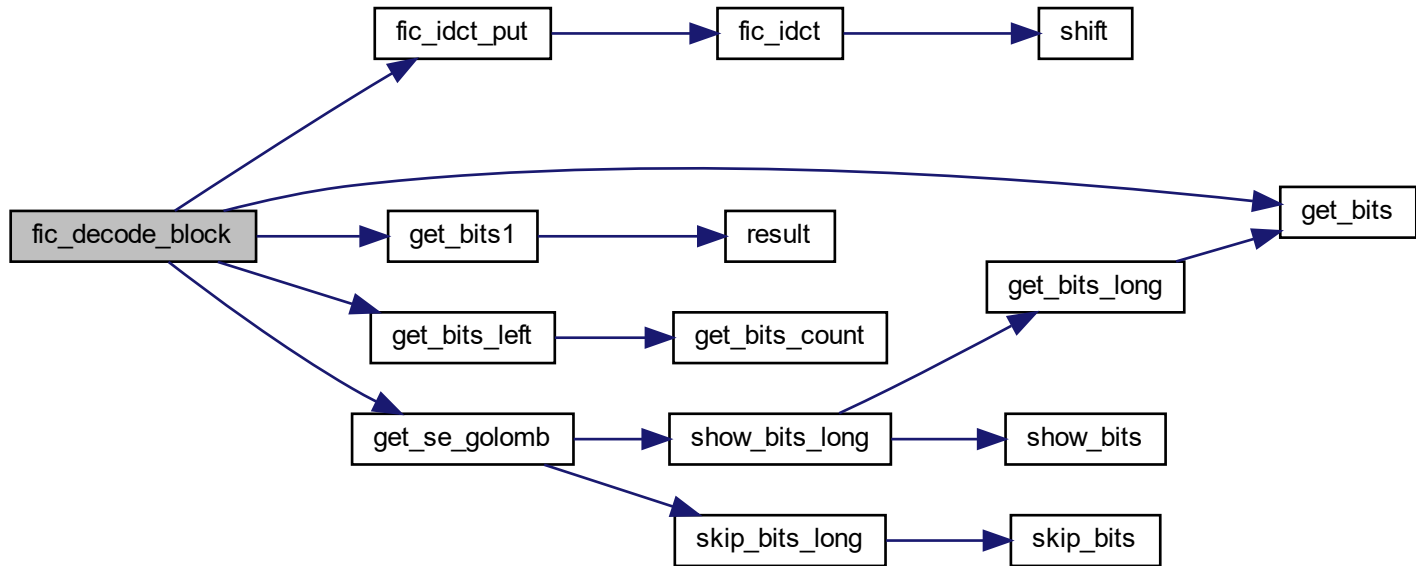 fic_idct_put
fic_idct
shift
fic_decode_block
get_bits1
result
get_bits
get_bits_long
get_bits_left
get_bits_count
get_se_golomb
show_bits_long
show_bits
skip_bits_long
skip_bits